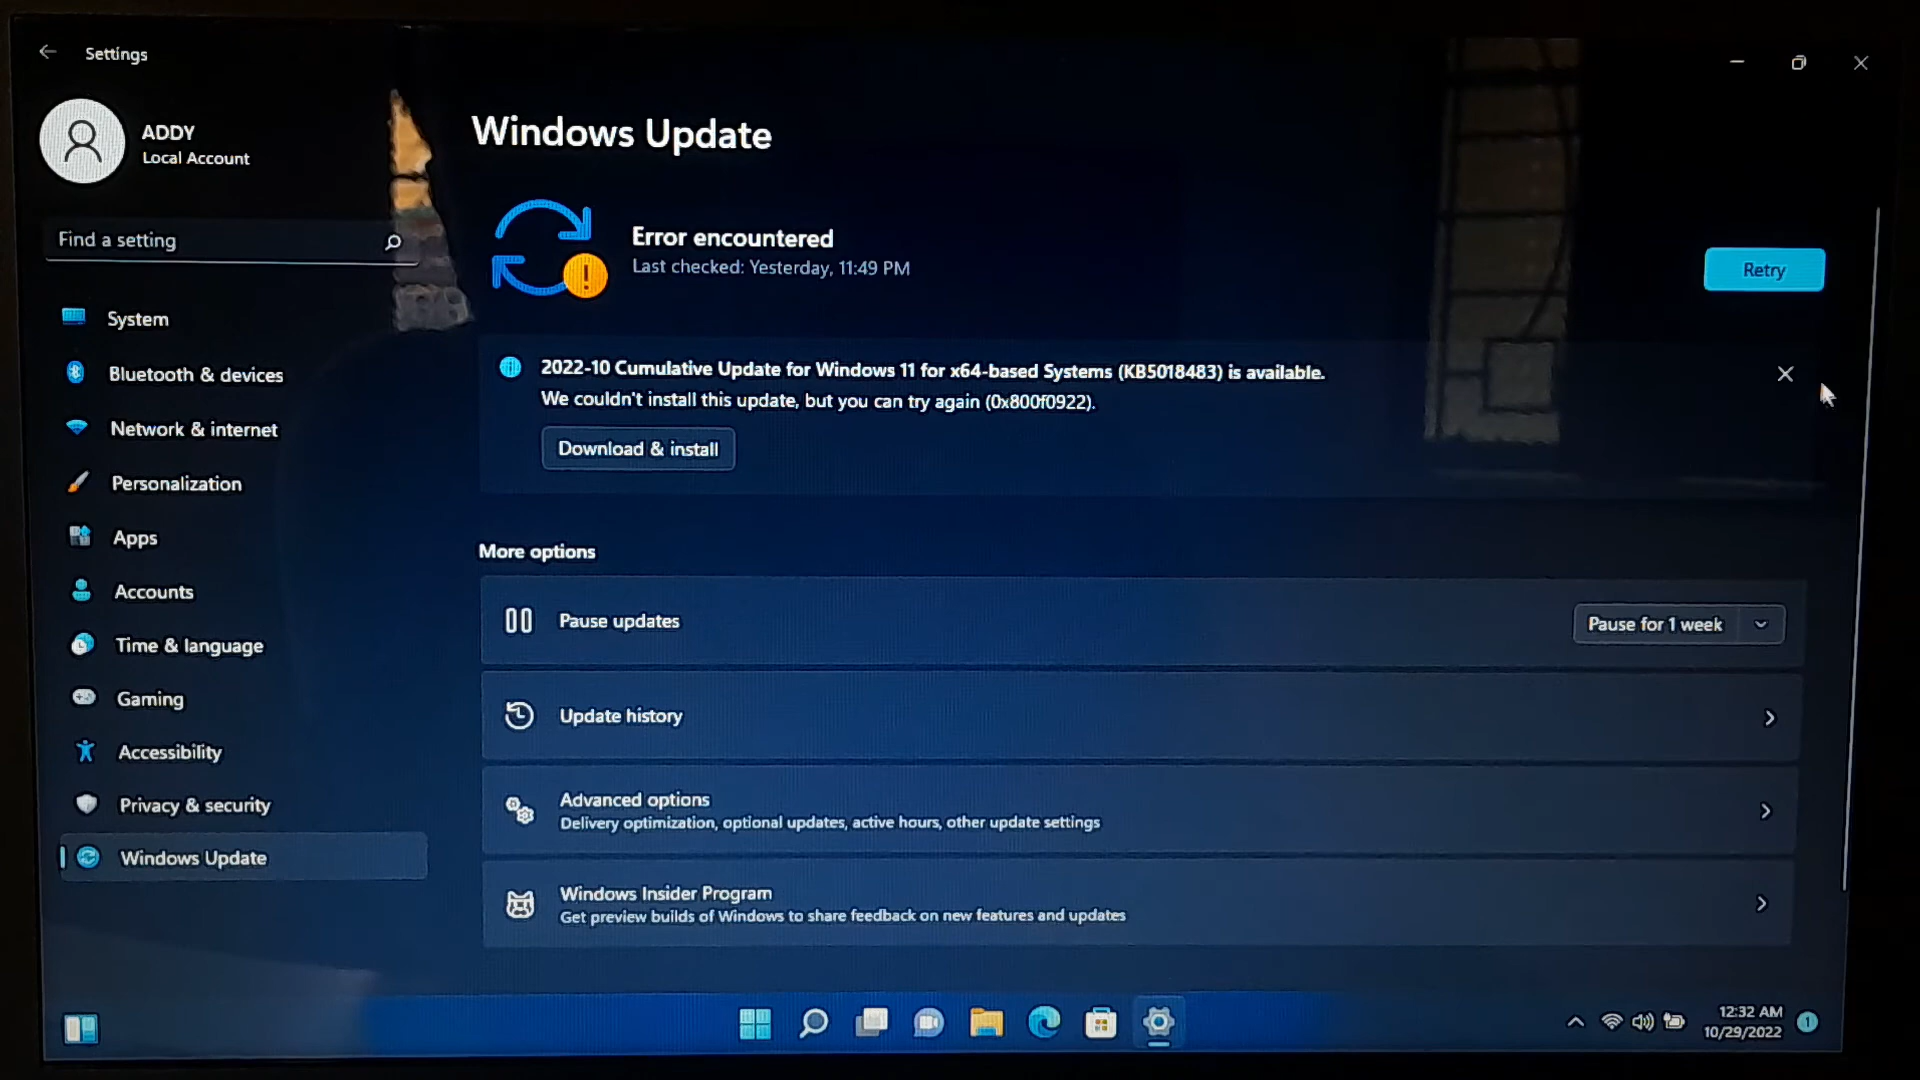 Settings
ADDY
Local Account
Find a setting
System
Bluetooth & devices
Network & internet
Personalization
Apps
Accounts
Time & language
Gaming
Accessibility
Privacy & security
Windows Update
Windows Update
Error encountered
Last checked: Yesterday, 11:49 PM
Retry
2022-10 Cumulative Update for Windows 11 for x64-based Systems (KB5018483) is available.
We couldn't install this update, but you can try again (0x800f0922).
Download & install
More options
Pause updates
Pause for 1 week
Update history
Advanced options
Delivery optimization, optional updates, active hours, other update settings
Windows Insider Program
Get preview builds of Windows to share feedback on new features and updates
12:32 AM
10/29/2022
1